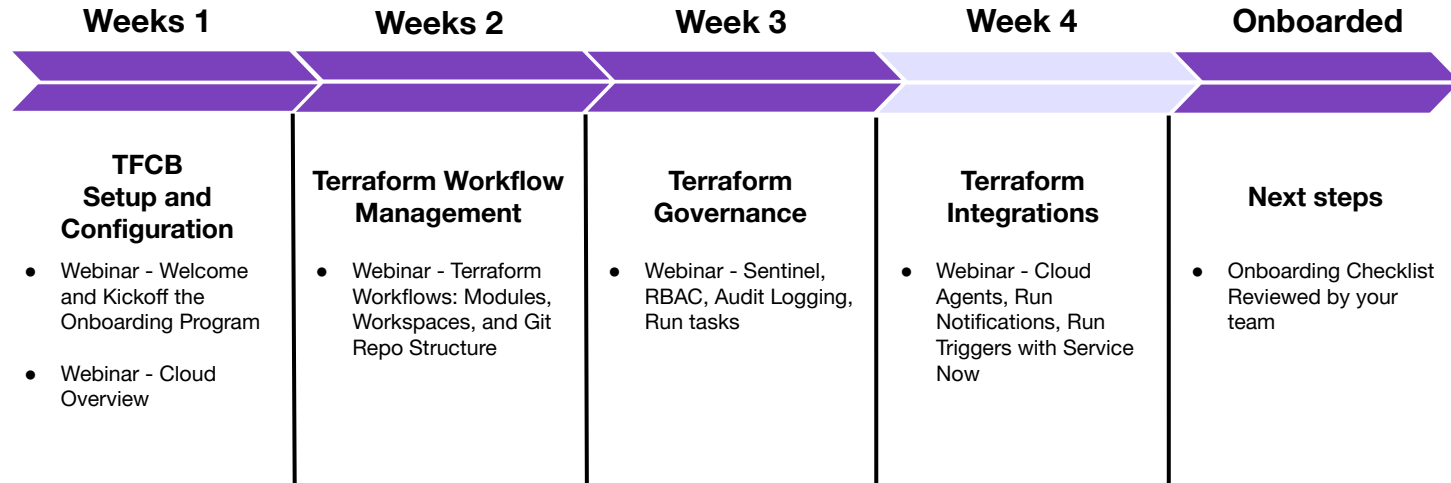 Weeks 1
Weeks 2
Week 3
Week 4
Onboarded
TFCB
Setup and
Configuration
● Webinar - Welcome
and Kickoff the
Onboarding Program
● Webinar - Cloud
Overview
Terraform Workflow
Management
● Webinar - Terraform
Workflows: Modules,
Workspaces, and Git
Repo Structure
Terraform
Governance
● Webinar - Sentinel,
RBAC, Audit Logging,
Run tasks
Terraform
Integrations
● Webinar - Cloud
Agents, Run
Notifications, Run
Triggers with Service
Now
Next steps
● Onboarding Checklist
Reviewed by your
team